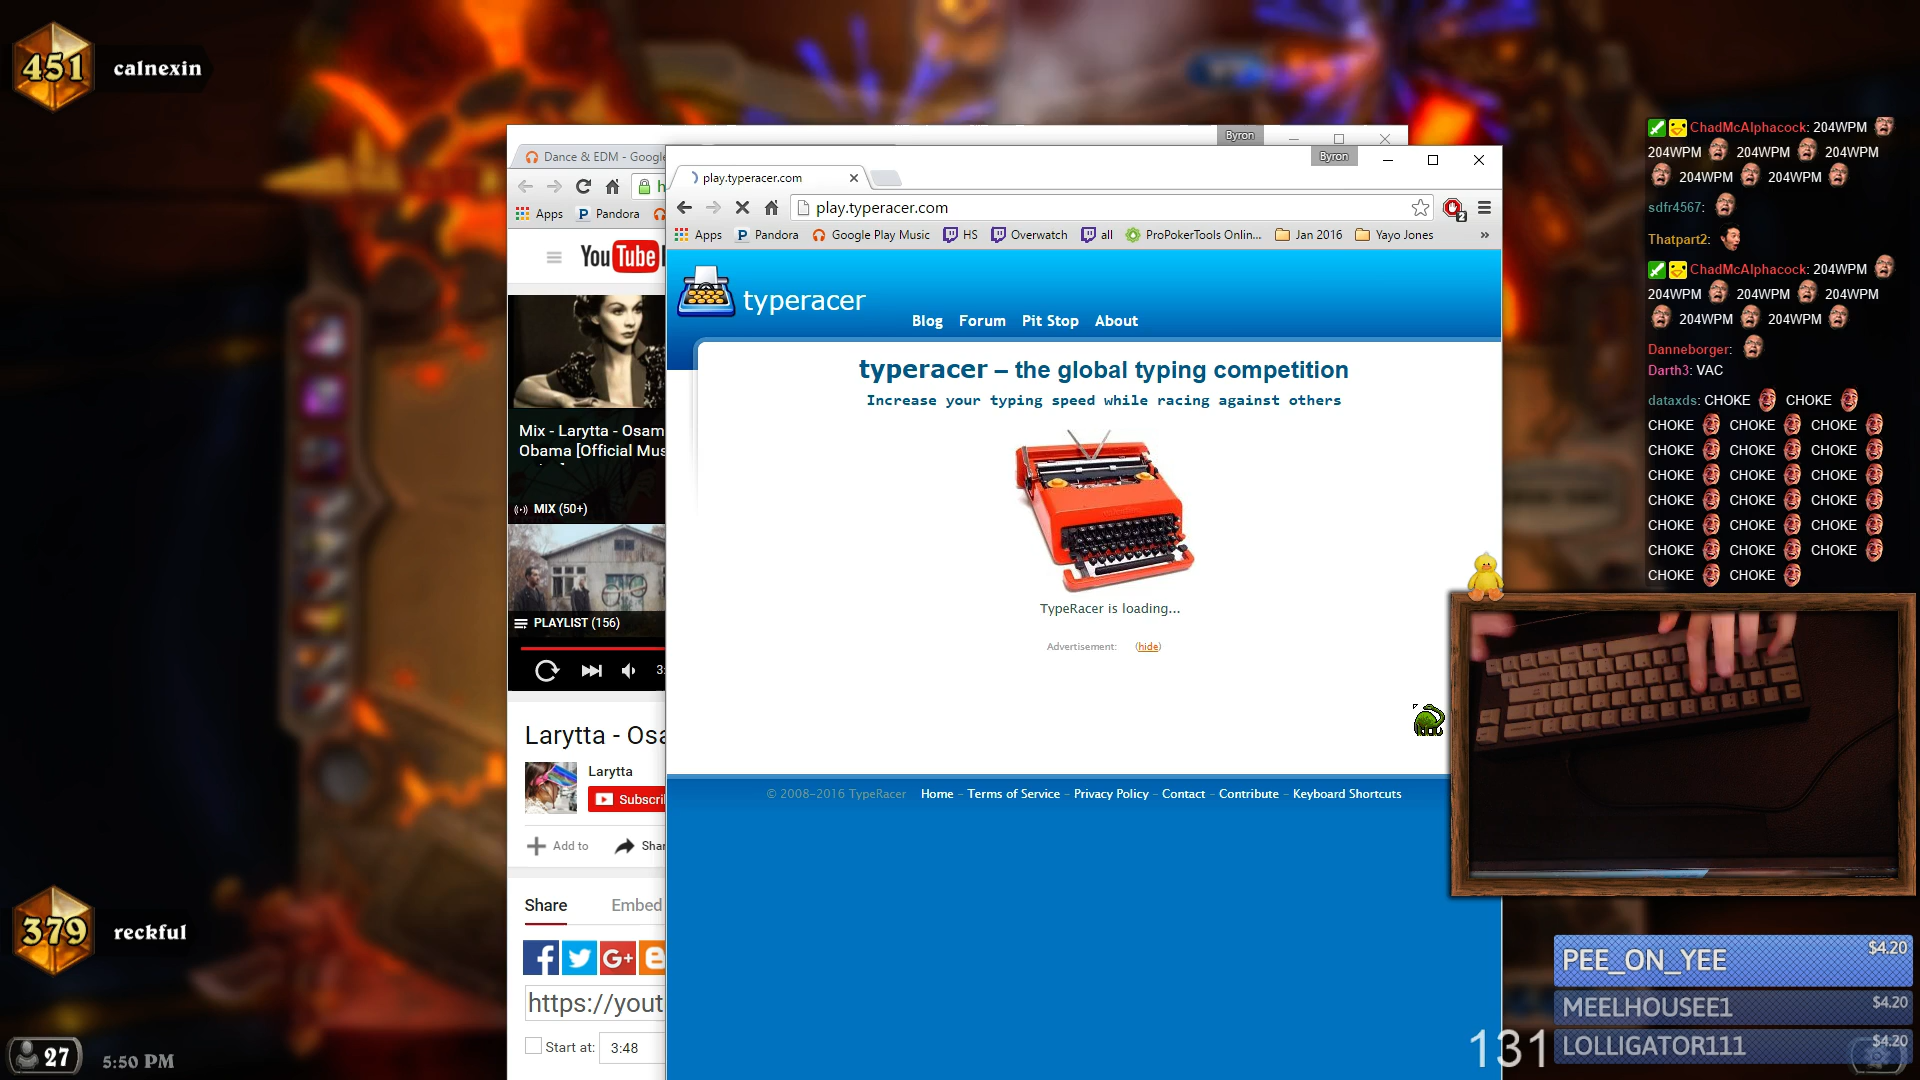 451
calnexin
Byron
Byron
Dance & EDM - Google
play.typeracer.com
h
play.typeracer.com
2
Apps
Pandora
Apps
Pandora
Google Play Music
HS
Overwatch
all
ProPokerTools Onlin...
Jan 2016
Yayo Jones
»
YouTube
typeracer
Blog
Forum
Pit Stop
About
typeracer – the global typing competition
Increase your typing speed while racing against others
Mix - Larytta - Osam
Obama [Official Mus
MIX (50+)
PLAYLIST (156)
3:
TypeRacer is loading...
Advertisement:
(hide)
Larytta - Osa
Larytta
Subscri
Add to
Shar
Share
Embed
https://yout
Start at:
3:48
© 2008-2016 TypeRacer
Home – Terms of Service – Privacy Policy – Contact – Contribute – Keyboard Shortcuts
ChadMcAlphacock: 204WPM
204WPM 204WPM 204WPM
204WPM 204WPM
sdfr4567:
Thatpart2:
ChadMcAlphacock: 204WPM
204WPM 204WPM 204WPM
204WPM 204WPM
Danneborger:
Darth3: VAC
dataxds: CHOKE CHOKE
CHOKE CHOKE CHOKE
CHOKE CHOKE CHOKE
CHOKE CHOKE CHOKE
CHOKE CHOKE CHOKE
CHOKE CHOKE CHOKE
CHOKE CHOKE CHOKE
CHOKE CHOKE
379
reckful
27
5:50 PM
PEE_ON_YEE
$4.20
MEELHOUSEE1
$4.20
131
LOLLIGATOR111
$4.20